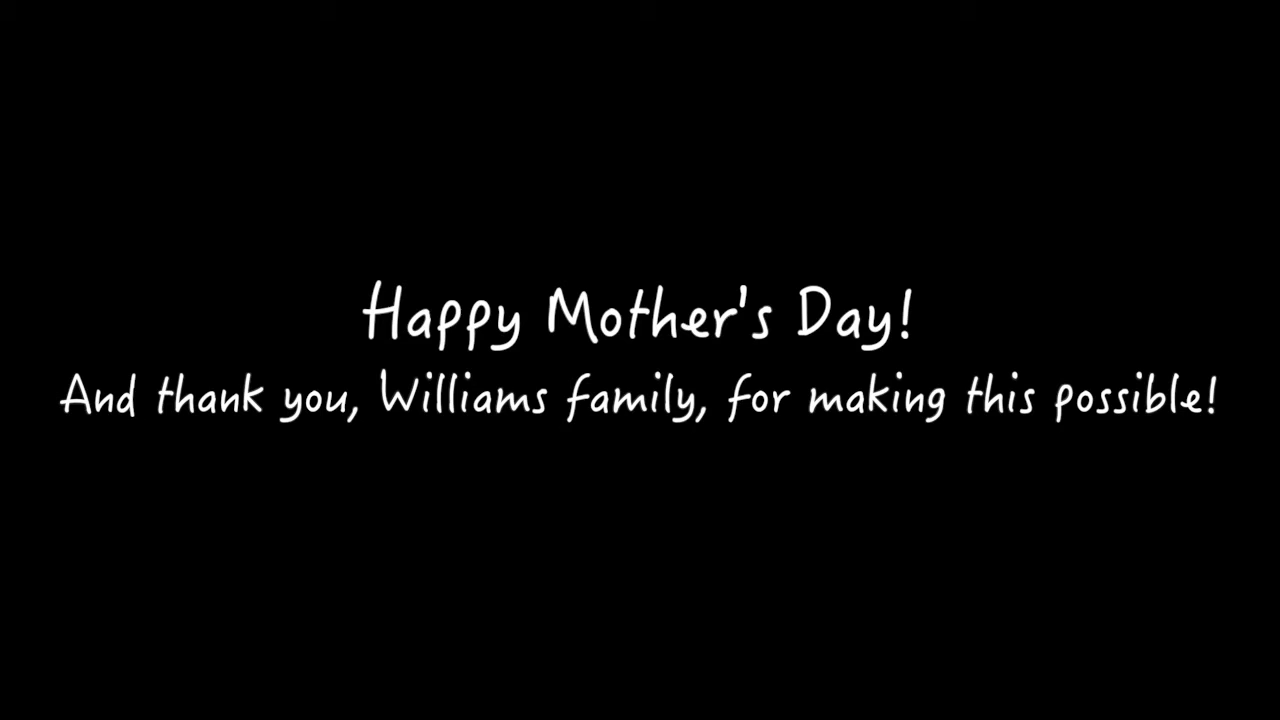 Happy Mother's Day!
And thank you, Williams family, for making this possible!